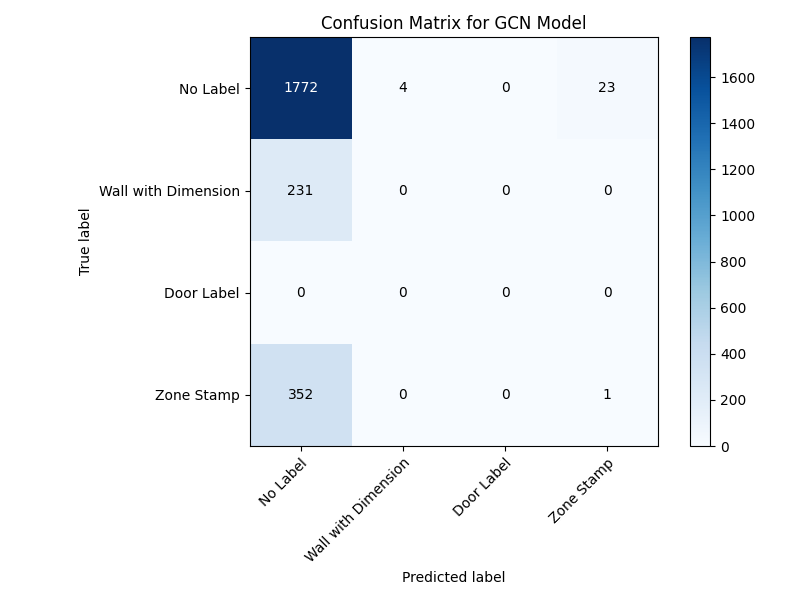 Confusion Matrix for GCN Model
No Label 1772 4 0 23
Wall with Dimension 231 0 0 0
Door Label 0 0 0 0
Zone Stamp 352 0 0 1
True label
No Label
Wall with Dimension
Door Label
Zone Stamp
Predicted label
1600
1400
1200
1000
800
600
400
200
0